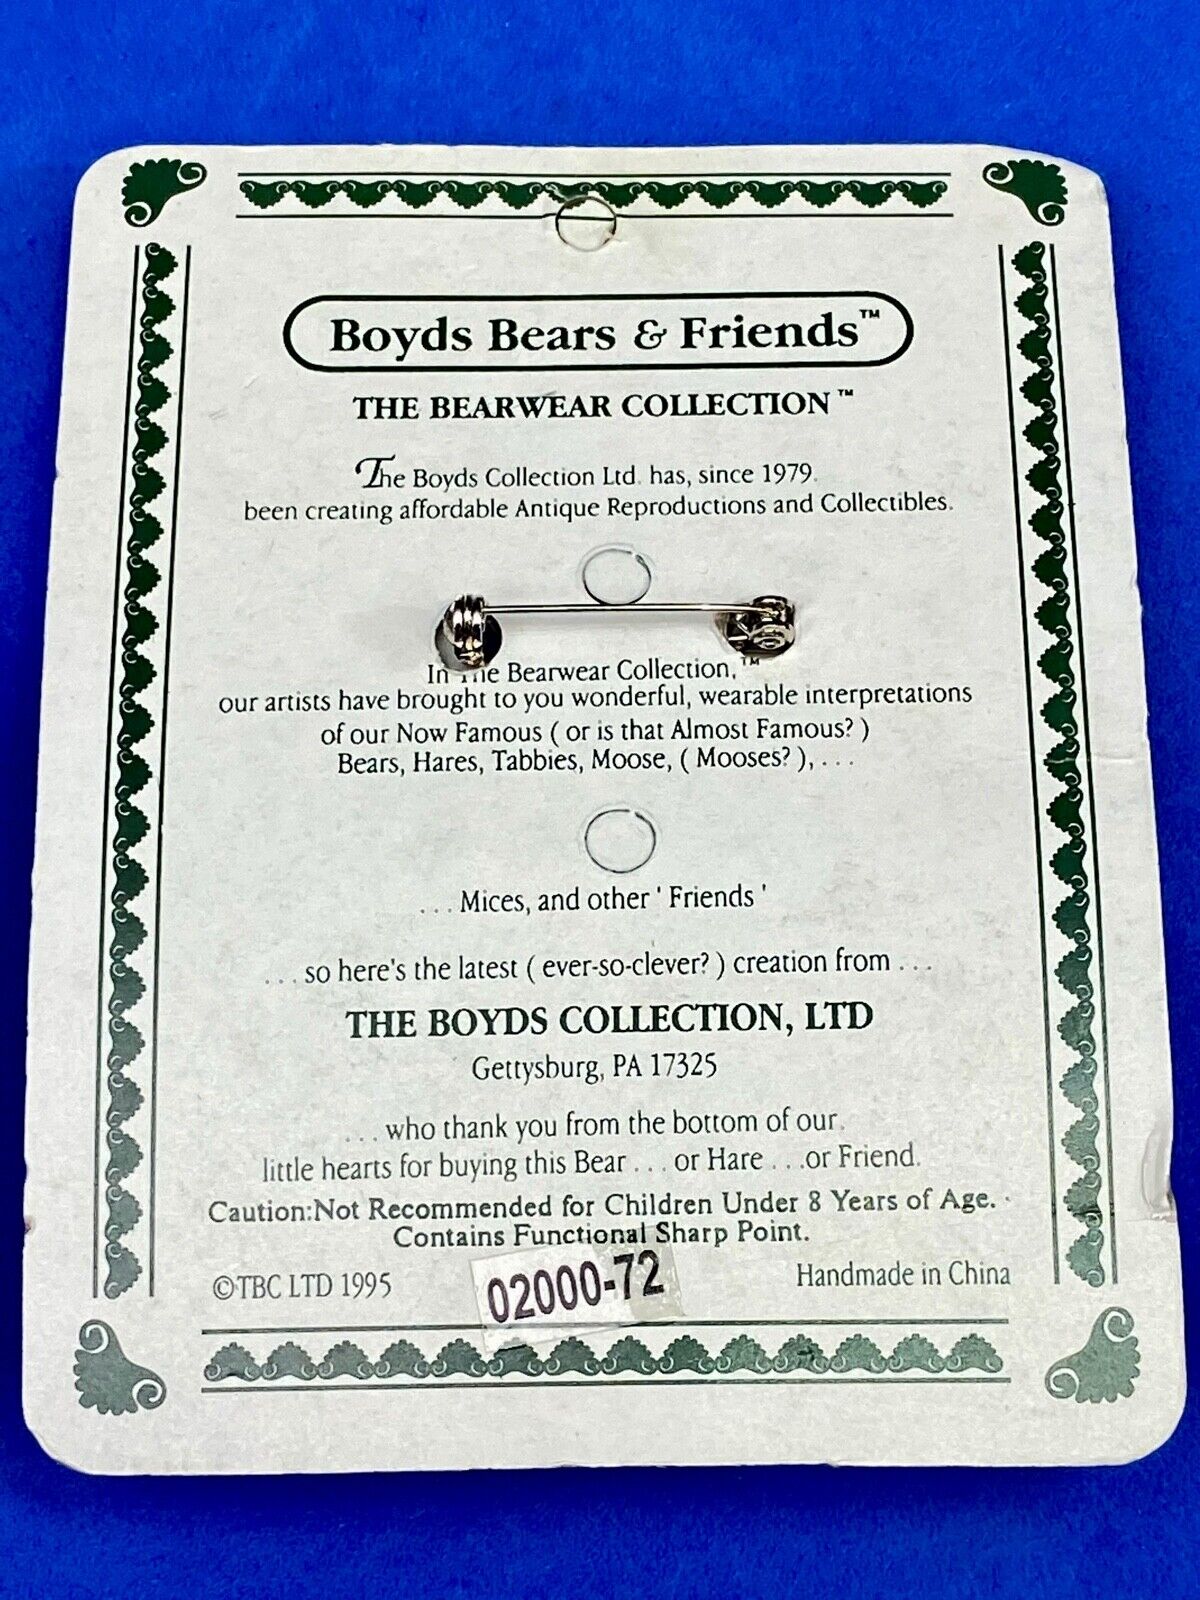 Boyds Bears & Friends™
THE BEARWEAR COLLECTION™
The Boyds Collection Ltd. has, since 1979.
been creating affordable Antique Reproductions and Collectibles.
In The Bearwear Collection,™
our artists have brought to you wonderful, wearable interpretations
of our Now Famous ( or is that Almost Famous? )
Bears, Hares, Tabbies, Moose, ( Mooses? ), . . .
. . . Mices, and other ' Friends '
. . . so here's the latest ( ever-so-clever? ) creation from . . .
THE BOYDS COLLECTION, LTD
Gettysburg, PA 17325
. . . who thank you from the bottom of our
little hearts for buying this Bear . . . or Hare . . .or Friend.
Caution:Not Recommended for Children Under 8 Years of Age.
Contains Functional Sharp Point.
©TBC LTD 1995
02000-72
Handmade in China